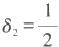 δ₂ = 1/2